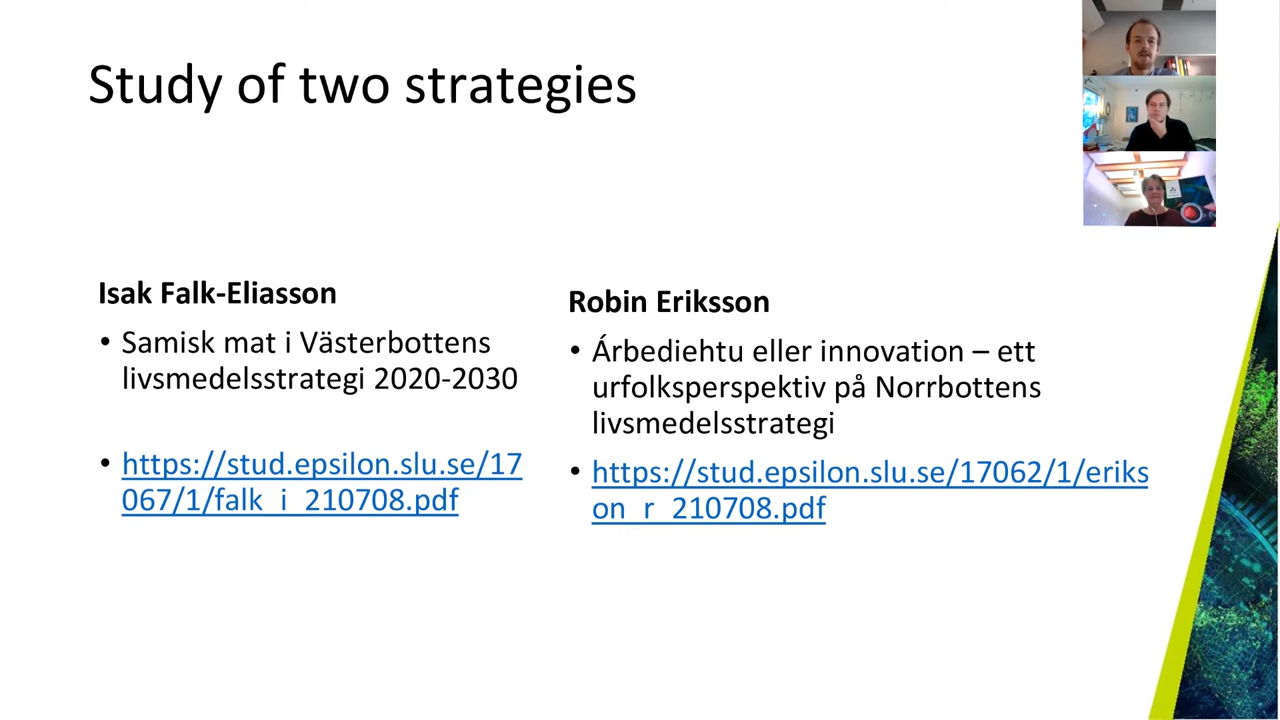 Study of two strategies
Isak Falk-Eliasson
• Samisk mat i Västerbottens
livsmedelsstrategi 2020-2030
• https://stud.epsilon.slu.se/17
067/1/falk_i_210708.pdf
Robin Eriksson
• Árbediehtu eller innovation – ett
urfolksperspektiv på Norrbottens
livsmedelsstrategi
• https://stud.epsilon.slu.se/17062/1/eriks
on_r_210708.pdf